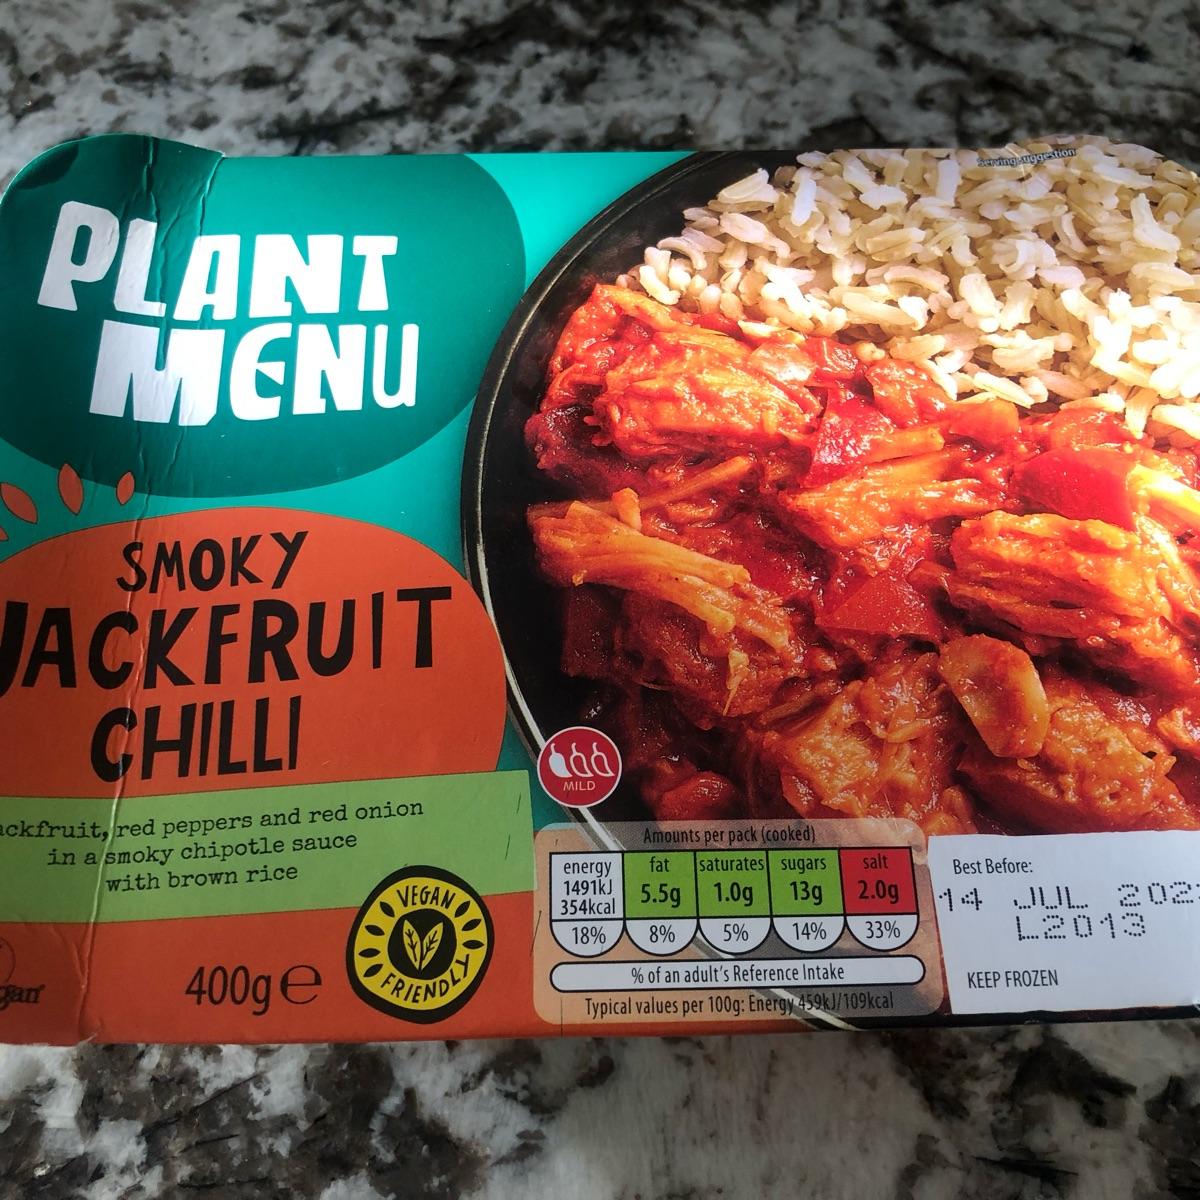 Serving suggestion
PLANT
MENU
SMOKY
JACKFRUIT
CHILLI
red peppers and red onion
in a smoky chipotle sauce
with brown rice
VEGAN
FRIENDLY
400g e
MILD
Amounts per pack (cooked)
energy fat saturates sugars salt
1491kJ 5.5g 1.0g 13g 2.0g
354kcal
18% 8% 5% 14% 33%
% of an adult's Reference Intake
Typical values per 100g: Energy 459kJ/109kcal
Best Before:
14 JUL 202
L2013
KEEP FROZEN